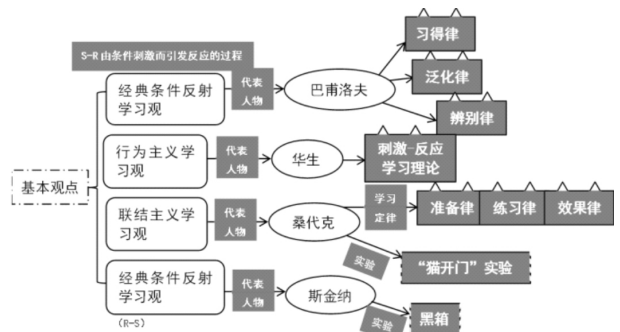 S-R由条件刺激而引发反应的过程
习得律
泛化律
辨别律
经典条件反射
学习观
代表
人物
巴甫洛夫
行为主义学
习观
代表
人物
华生
刺激-反应
学习理论
基本观点
联结主义学
习观
代表
人物
桑代克
学习
定律
准备律
练习律
效果律
实验
“猫开门”实验
经典条件反射
学习观
(R-S)
代表
人物
斯金纳
实验
黑箱